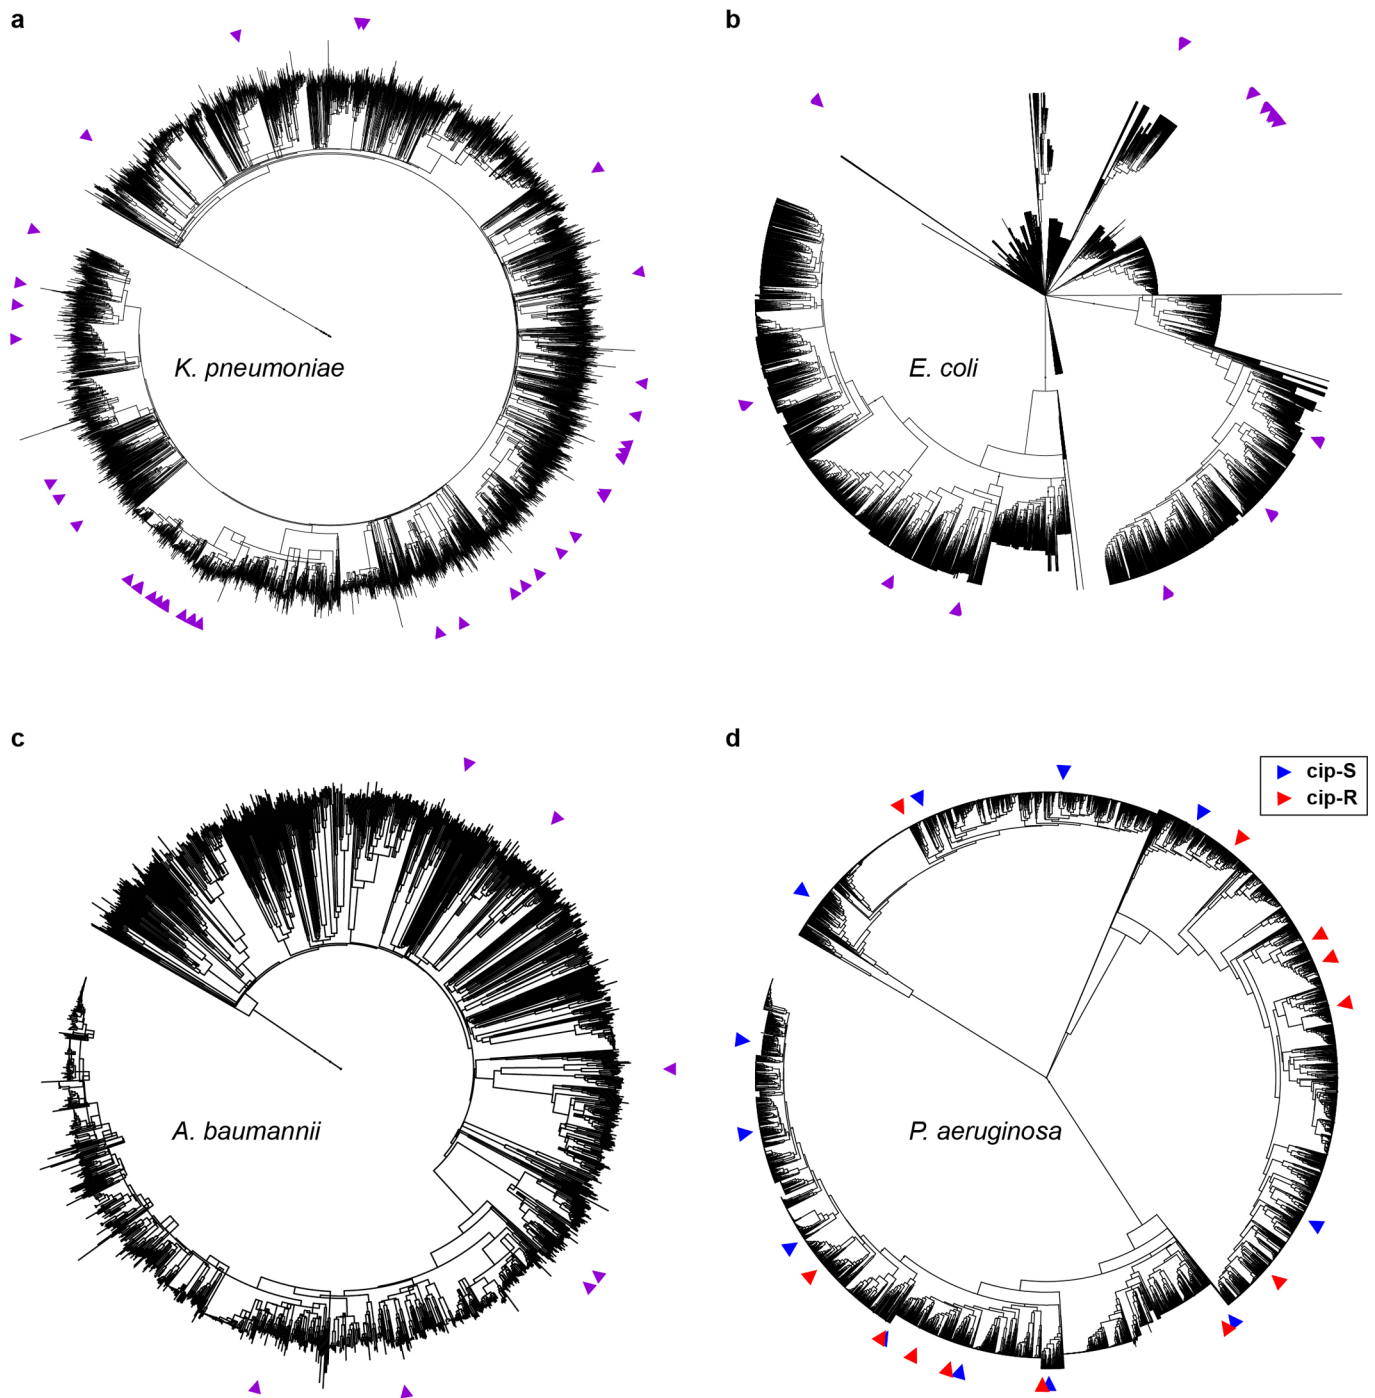 a
b
K. pneumoniae
E. coli
c
d
cip-S
cip-R
A. baumannii
P. aeruginosa